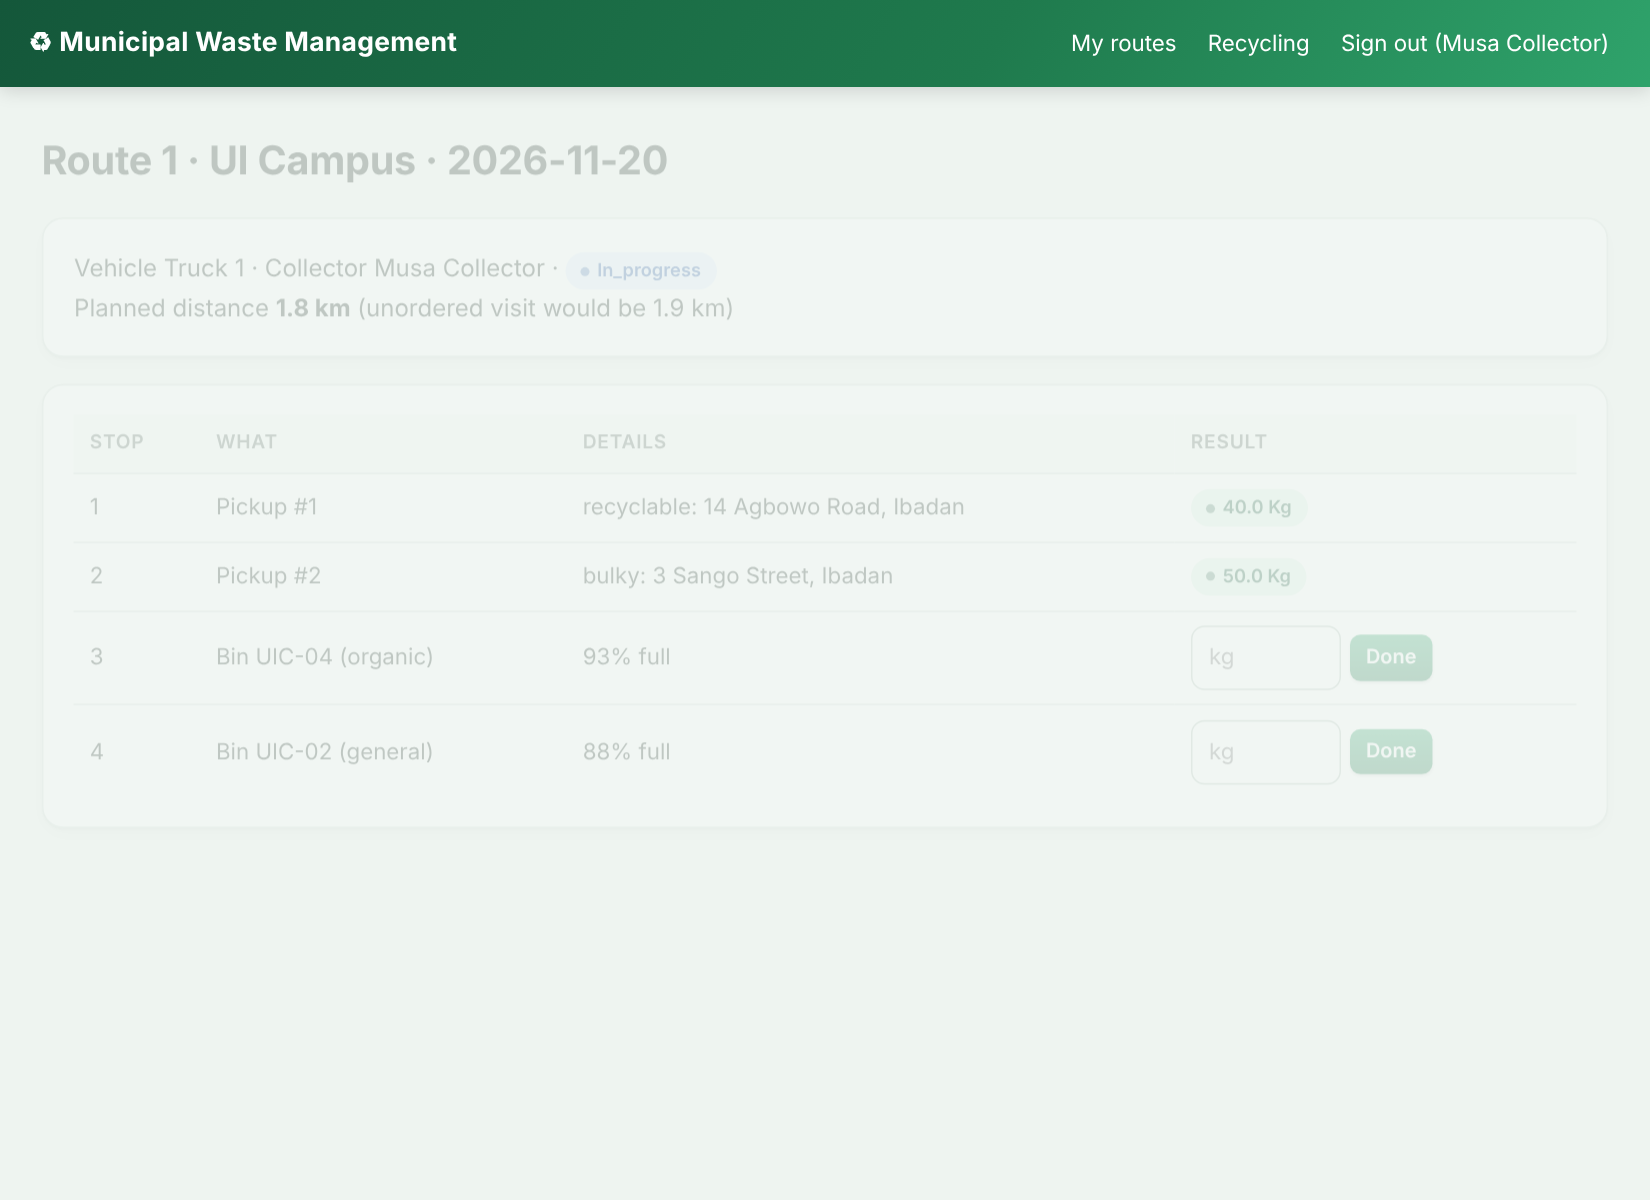 ♻ Municipal Waste Management My routes Recycling Sign out (Musa Collector)
Route 1 · UI Campus · 2026-11-20
Vehicle Truck 1 · Collector Musa Collector · In_progress
Planned distance 1.8 km (unordered visit would be 1.9 km)
STOP WHAT DETAILS RESULT
1 Pickup #1 recyclable: 14 Agbowo Road, Ibadan 40.0 Kg
2 Pickup #2 bulky: 3 Sango Street, Ibadan 50.0 Kg
3 Bin UIC-04 (organic) 93% full kg Done
4 Bin UIC-02 (general) 88% full kg Done